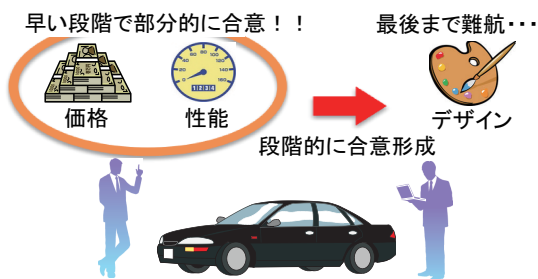 早い段階で部分的に合意！！
最後まで難航・・・
価格
性能
デザイン
段階的に合意形成